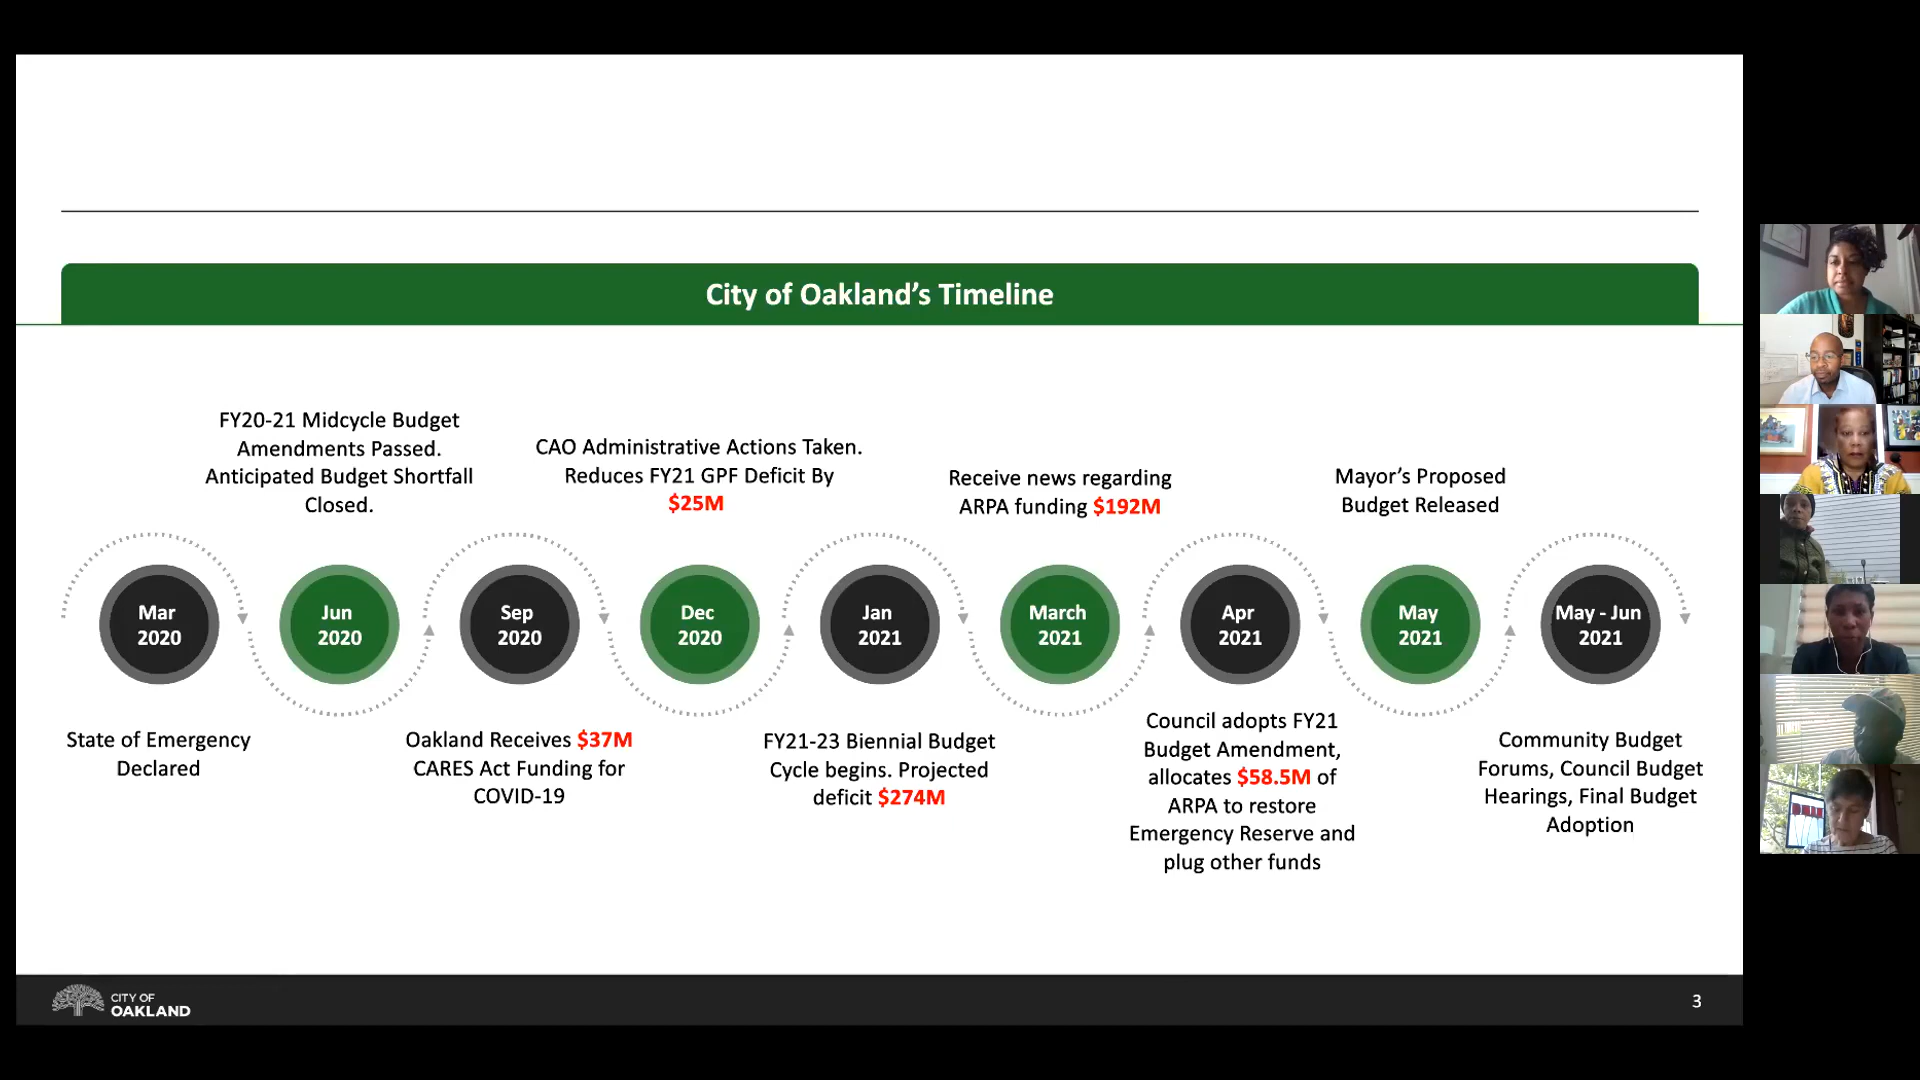 City of Oakland's Timeline
FY20-21 Midcycle Budget
Amendments Passed.
Anticipated Budget Shortfall
Closed.
CAO Administrative Actions Taken.
Reduces FY21 GPF Deficit By
$25M
Receive news regarding
ARPA funding $192M
Mayor's Proposed
Budget Released
Mar
2020
Jun
2020
Sep
2020
Dec
2020
Jan
2021
March
2021
Apr
2021
May
2021
May - Jun
2021
State of Emergency
Declared
Oakland Receives $37M
CARES Act Funding for
COVID-19
FY21-23 Biennial Budget
Cycle begins. Projected
deficit $274M
Council adopts FY21
Budget Amendment,
allocates $58.5M of
ARPA to restore
Emergency Reserve and
plug other funds
Community Budget
Forums, Council Budget
Hearings, Final Budget
Adoption
CITY OF
OAKLAND
3